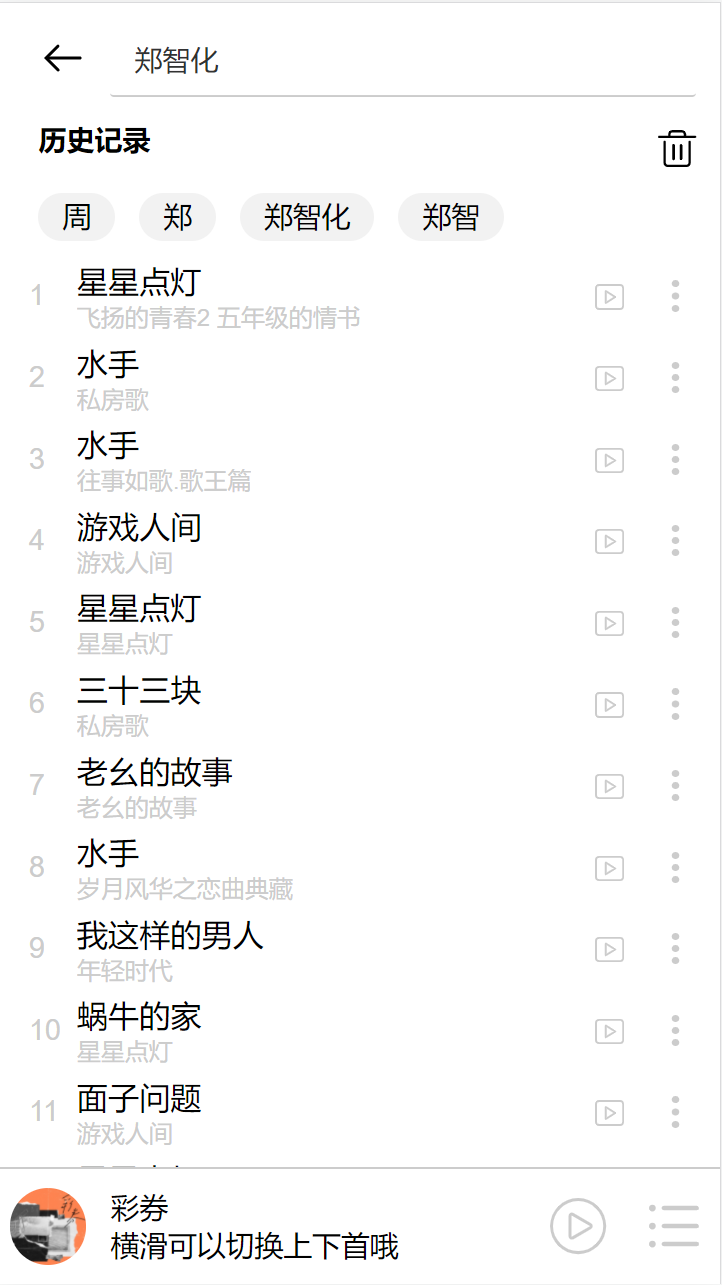 郑智化
历史记录
周 郑 郑智化 郑智
1 星星点灯
飞扬的青春2 五年级的情书
2 水手
私房歌
3 水手
往事如歌.歌王篇
4 游戏人间
游戏人间
5 星星点灯
星星点灯
6 三十三块
私房歌
7 老幺的故事
老幺的故事
8 水手
岁月风华之恋曲典藏
9 我这样的男人
年轻时代
10 蜗牛的家
星星点灯
11 面子问题
游戏人间
彩券
横滑可以切换上下首哦